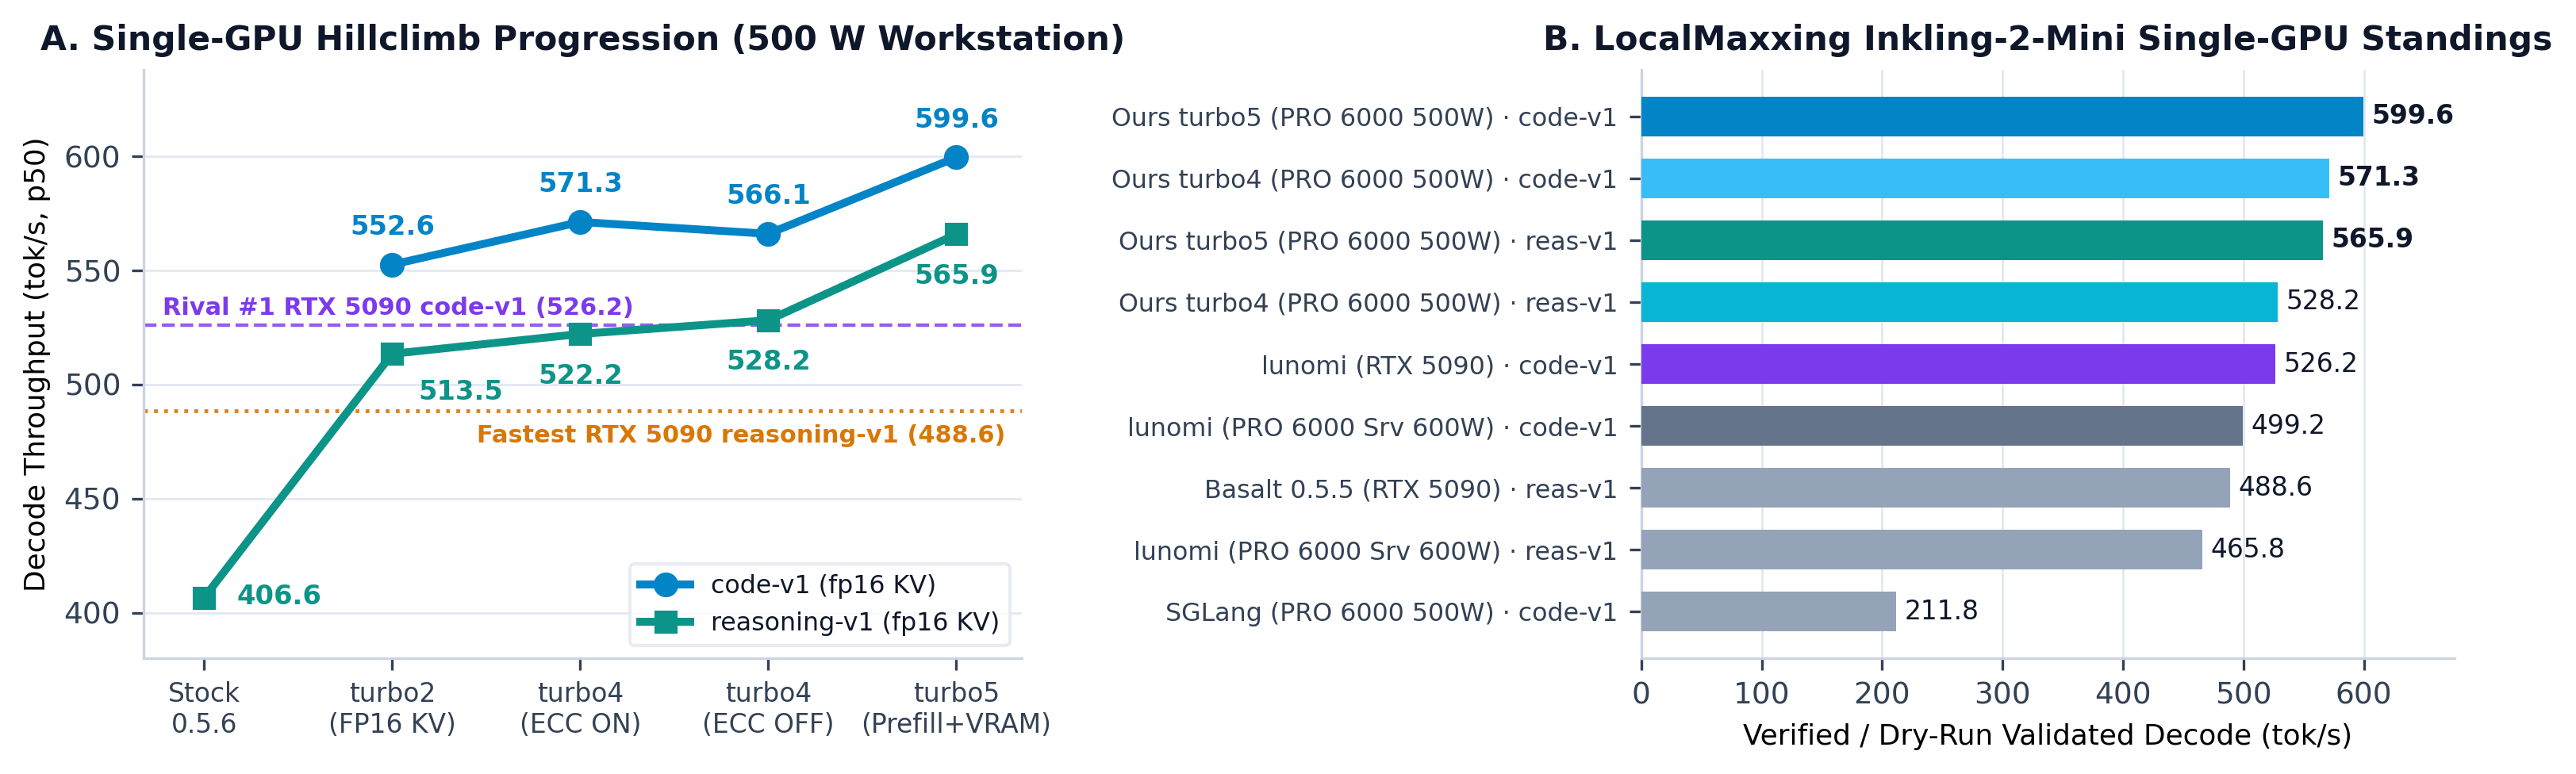 A. Single-GPU Hillclimb Progression (500 W Workstation)
Decode Throughput (tok/s, p50)
600
550
500
450
400
599.6
571.3
566.1
552.6
565.9
Rival #1 RTX 5090 code-v1 (526.2)
528.2
522.2
513.5
Fastest RTX 5090 reasoning-v1 (488.6)
406.6
code-v1 (fp16 KV)
reasoning-v1 (fp16 KV)
Stock
0.5.6
turbo2
(FP16 KV)
turbo4
(ECC ON)
turbo4
(ECC OFF)
turbo5
(Prefill+VRAM)
B. LocalMaxxing Inkling-2-Mini Single-GPU Standings
Ours turbo5 (PRO 6000 500W) · code-v1 599.6
Ours turbo4 (PRO 6000 500W) · code-v1 571.3
Ours turbo5 (PRO 6000 500W) · reas-v1 565.9
Ours turbo4 (PRO 6000 500W) · reas-v1 528.2
lunomi (RTX 5090) · code-v1 526.2
lunomi (PRO 6000 Srv 600W) · code-v1 499.2
Basalt 0.5.5 (RTX 5090) · reas-v1 488.6
lunomi (PRO 6000 Srv 600W) · reas-v1 465.8
SGLang (PRO 6000 500W) · code-v1 211.8
0 100 200 300 400 500 600
Verified / Dry-Run Validated Decode (tok/s)